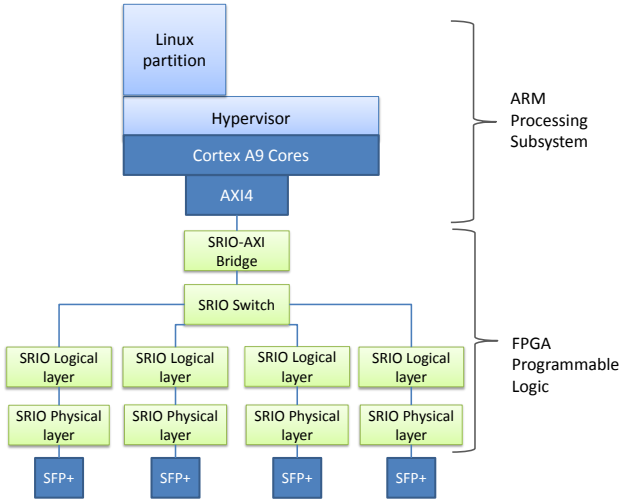 Linux
partition
Hypervisor
Cortex A9 Cores
AXI4
ARM
Processing
Subsystem
SRIO-AXI
Bridge
SRIO Switch
SRIO Logical
layer
SRIO Logical
layer
SRIO Logical
layer
SRIO Logical
layer
SRIO Physical
layer
SRIO Physical
layer
SRIO Physical
layer
SRIO Physical
layer
SFP+
SFP+
SFP+
SFP+
FPGA
Programmable
Logic